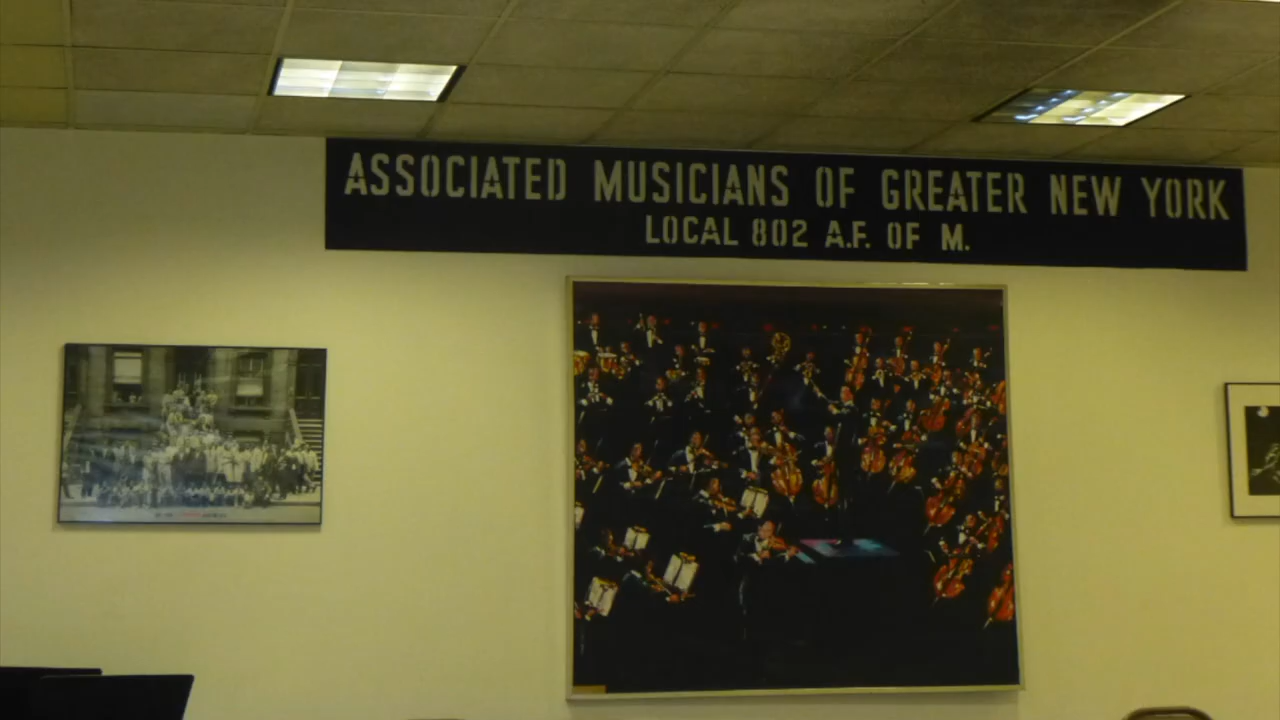 ASSOCIATED MUSICIANS OF GREATER NEW YORK
LOCAL 802 A.F. OF M.